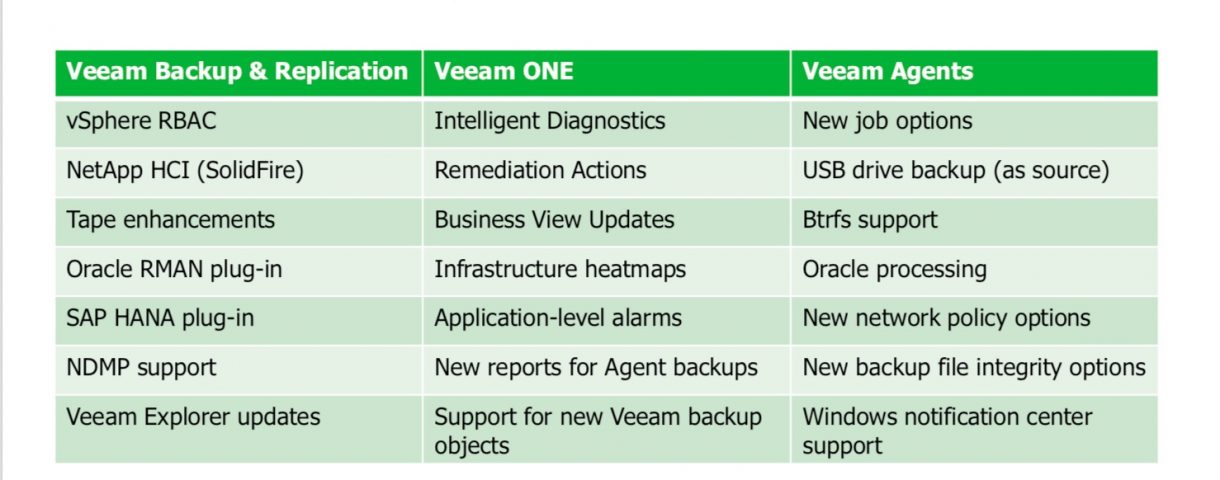 Veeam Backup & Replication Veeam ONE Veeam Agents
vSphere RBAC Intelligent Diagnostics New job options
NetApp HCI (SolidFire) Remediation Actions USB drive backup (as source)
Tape enhancements Business View Updates Btrfs support
Oracle RMAN plug-in Infrastructure heatmaps Oracle processing
SAP HANA plug-in Application-level alarms New network policy options
NDMP support New reports for Agent backups New backup file integrity options
Veeam Explorer updates Support for new Veeam backup Windows notification center
objects support